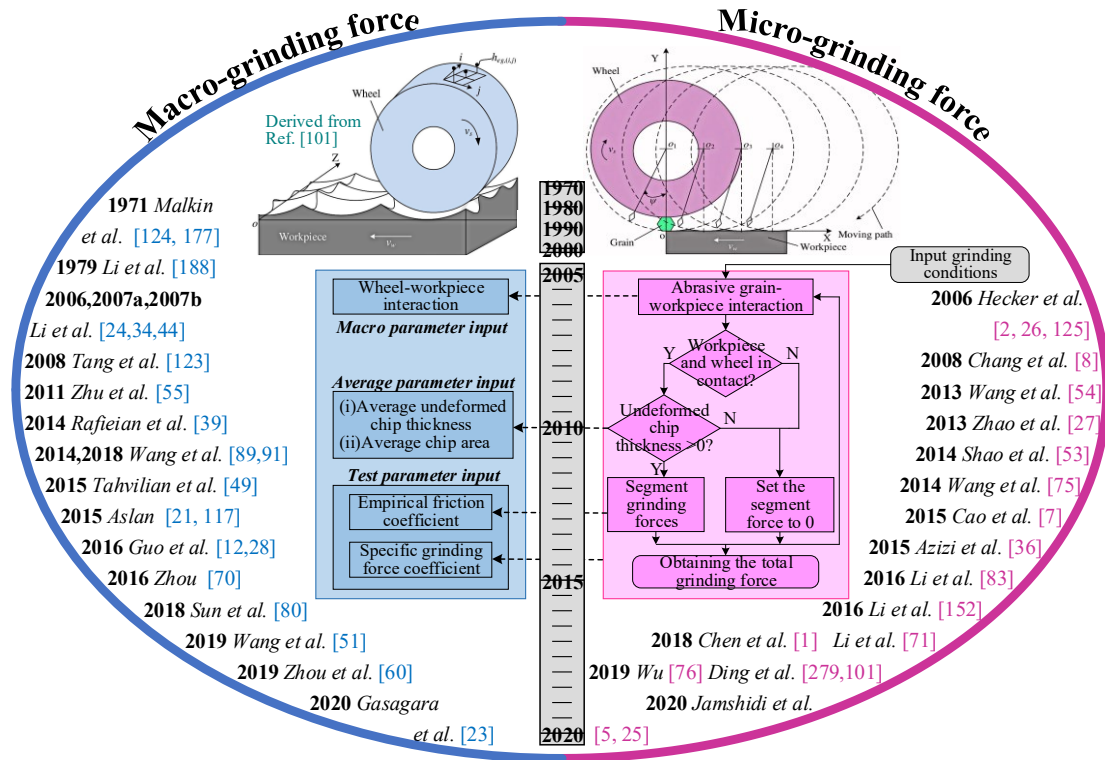 Macro-grinding force
Micro-grinding force
i
h_eg,(i,j)
j
Wheel
v_s
Derived from
Ref. [101]
Z
o
Workpiece
v_w
Y
Wheel
v_s
o_1
o_2
o_3
o_4
ψ
Grain
o
X
v_w
Workpiece
Moving path
1971 Malkin
et al. [124, 177]
1979 Li et al. [188]
2006,2007a,2007b
Li et al. [24,34,44]
2008 Tang et al. [123]
2011 Zhu et al. [55]
2014 Rafieian et al. [39]
2014,2018 Wang et al. [89,91]
2015 Tahvilian et al. [49]
2015 Aslan [21, 117]
2016 Guo et al. [12,28]
2016 Zhou [70]
2018 Sun et al. [80]
2019 Wang et al. [51]
2019 Zhou et al. [60]
2020 Gasagara
et al. [23]
Wheel-workpiece
interaction
Macro parameter input
Average parameter input
(i)Average undeformed
chip thickness
(ii)Average chip area
Test parameter input
Empirical friction
coefficient
Specific grinding
force coefficient
1970
1980
1990
2000
2005
2010
2015
2020
Input grinding
conditions
Abrasive grain-
workpiece interaction
Workpiece
and wheel in
contact?
Y
N
Undeformed
chip
thickness >0?
N
Y
Segment
grinding
forces
Set the
segment
force to 0
Obtaining the total
grinding force
2006 Hecker et al.
[2, 26, 125]
2008 Chang et al. [8]
2013 Wang et al. [54]
2013 Zhao et al. [27]
2014 Shao et al. [53]
2014 Wang et al. [75]
2015 Cao et al. [7]
2015 Azizi et al. [36]
2016 Li et al. [83]
2016 Li et al. [152]
2018 Chen et al. [1] Li et al. [71]
2019 Wu [76] Ding et al. [279,101]
2020 Jamshidi et al.
[5, 25]